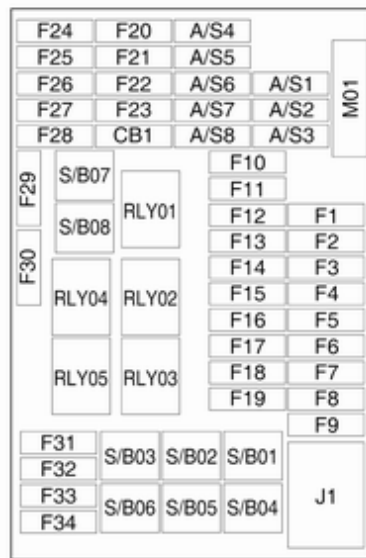 F24 F20 A/S4
F25 F21 A/S5
F26 F22 A/S6 A/S1
F27 F23 A/S7 A/S2
F28 CB1 A/S8 A/S3
M01
F29
F30
S/B07
S/B08
RLY01
RLY04 RLY02
RLY05 RLY03
F10
F11
F12 F1
F13 F2
F14 F3
F15 F4
F16 F5
F17 F6
F18 F7
F19 F8
F9
F31
F32
F33
F34
S/B03 S/B02 S/B01
S/B06 S/B05 S/B04
J1